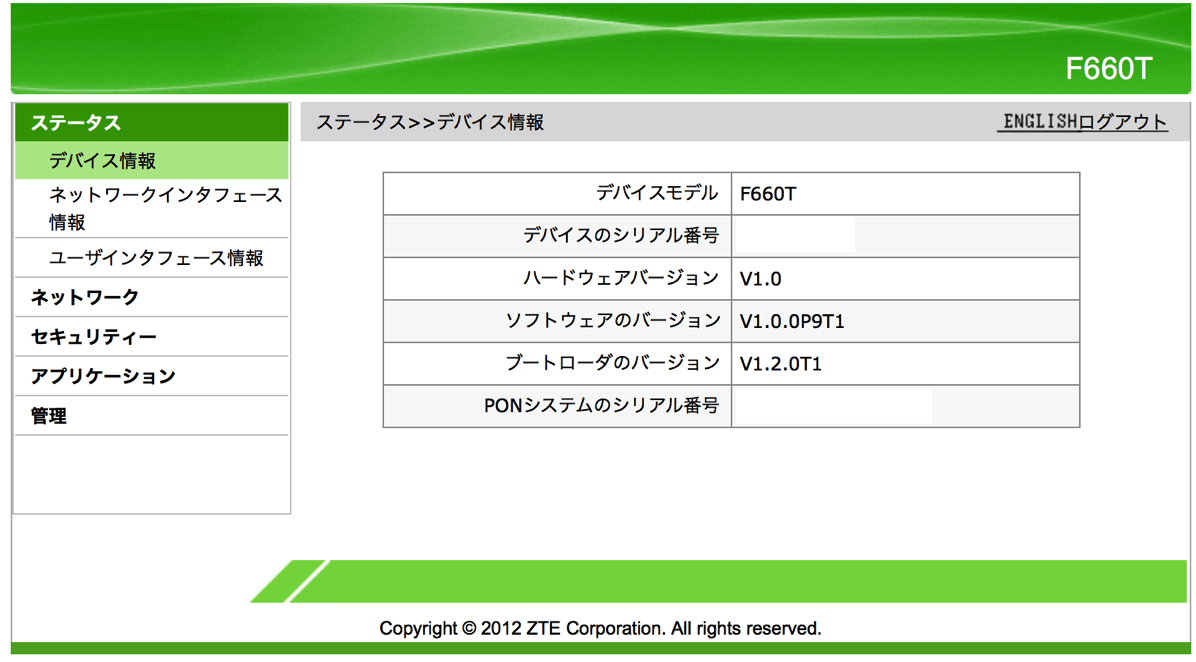 F660T
ステータス
デバイス情報
ネットワークインタフェース
情報
ユーザインタフェース情報
ネットワーク
セキュリティー
アプリケーション
管理
ステータス>>デバイス情報
ENGLISHログアウト
デバイスモデル F660T
デバイスのシリアル番号
ハードウェアバージョン V1.0
ソフトウェアのバージョン V1.0.0P9T1
ブートローダのバージョン V1.2.0T1
PONシステムのシリアル番号
Copyright © 2012 ZTE Corporation. All rights reserved.